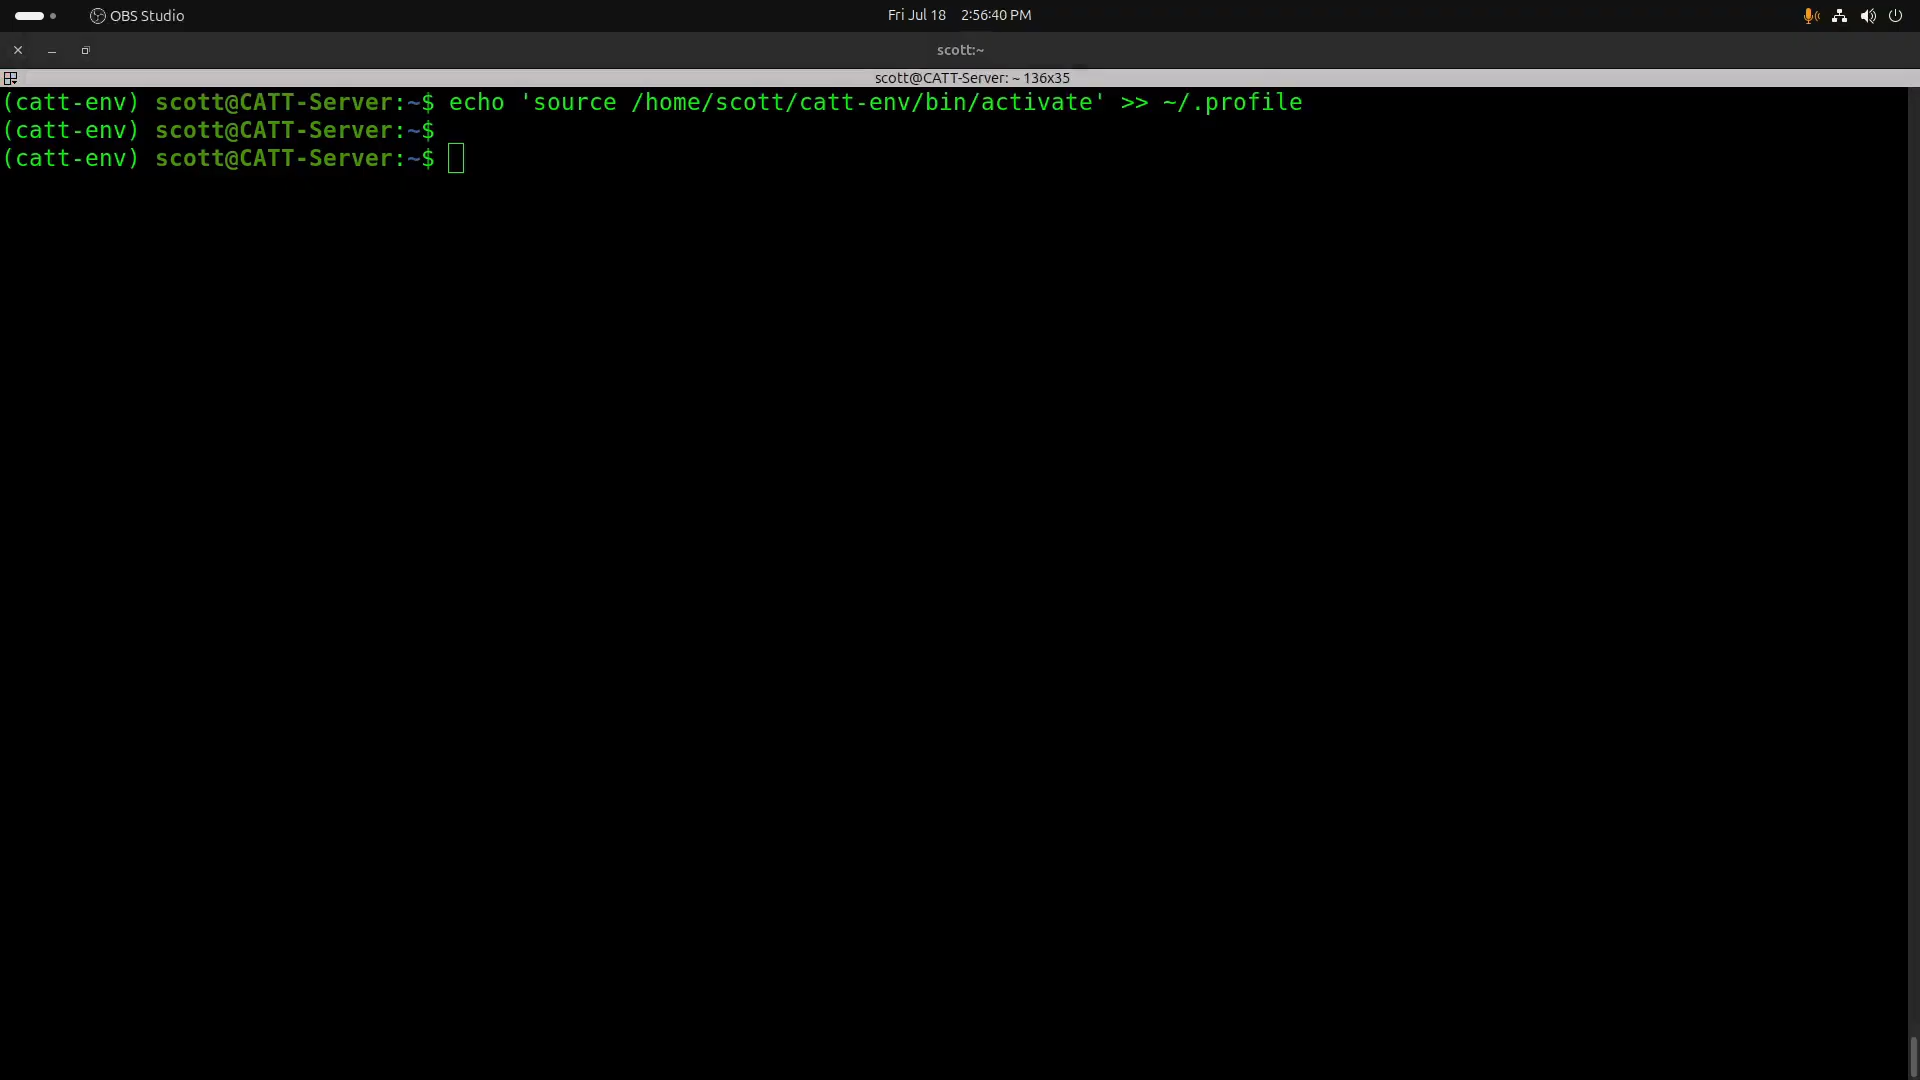 OBS Studio
Fri Jul 18 2:56:40 PM
scott:~
scott@CATT-Server: ~ 136x35
(catt-env) scott@CATT-Server:~$ echo 'source /home/scott/catt-env/bin/activate' >> ~/.profile
(catt-env) scott@CATT-Server:~$
(catt-env) scott@CATT-Server:~$